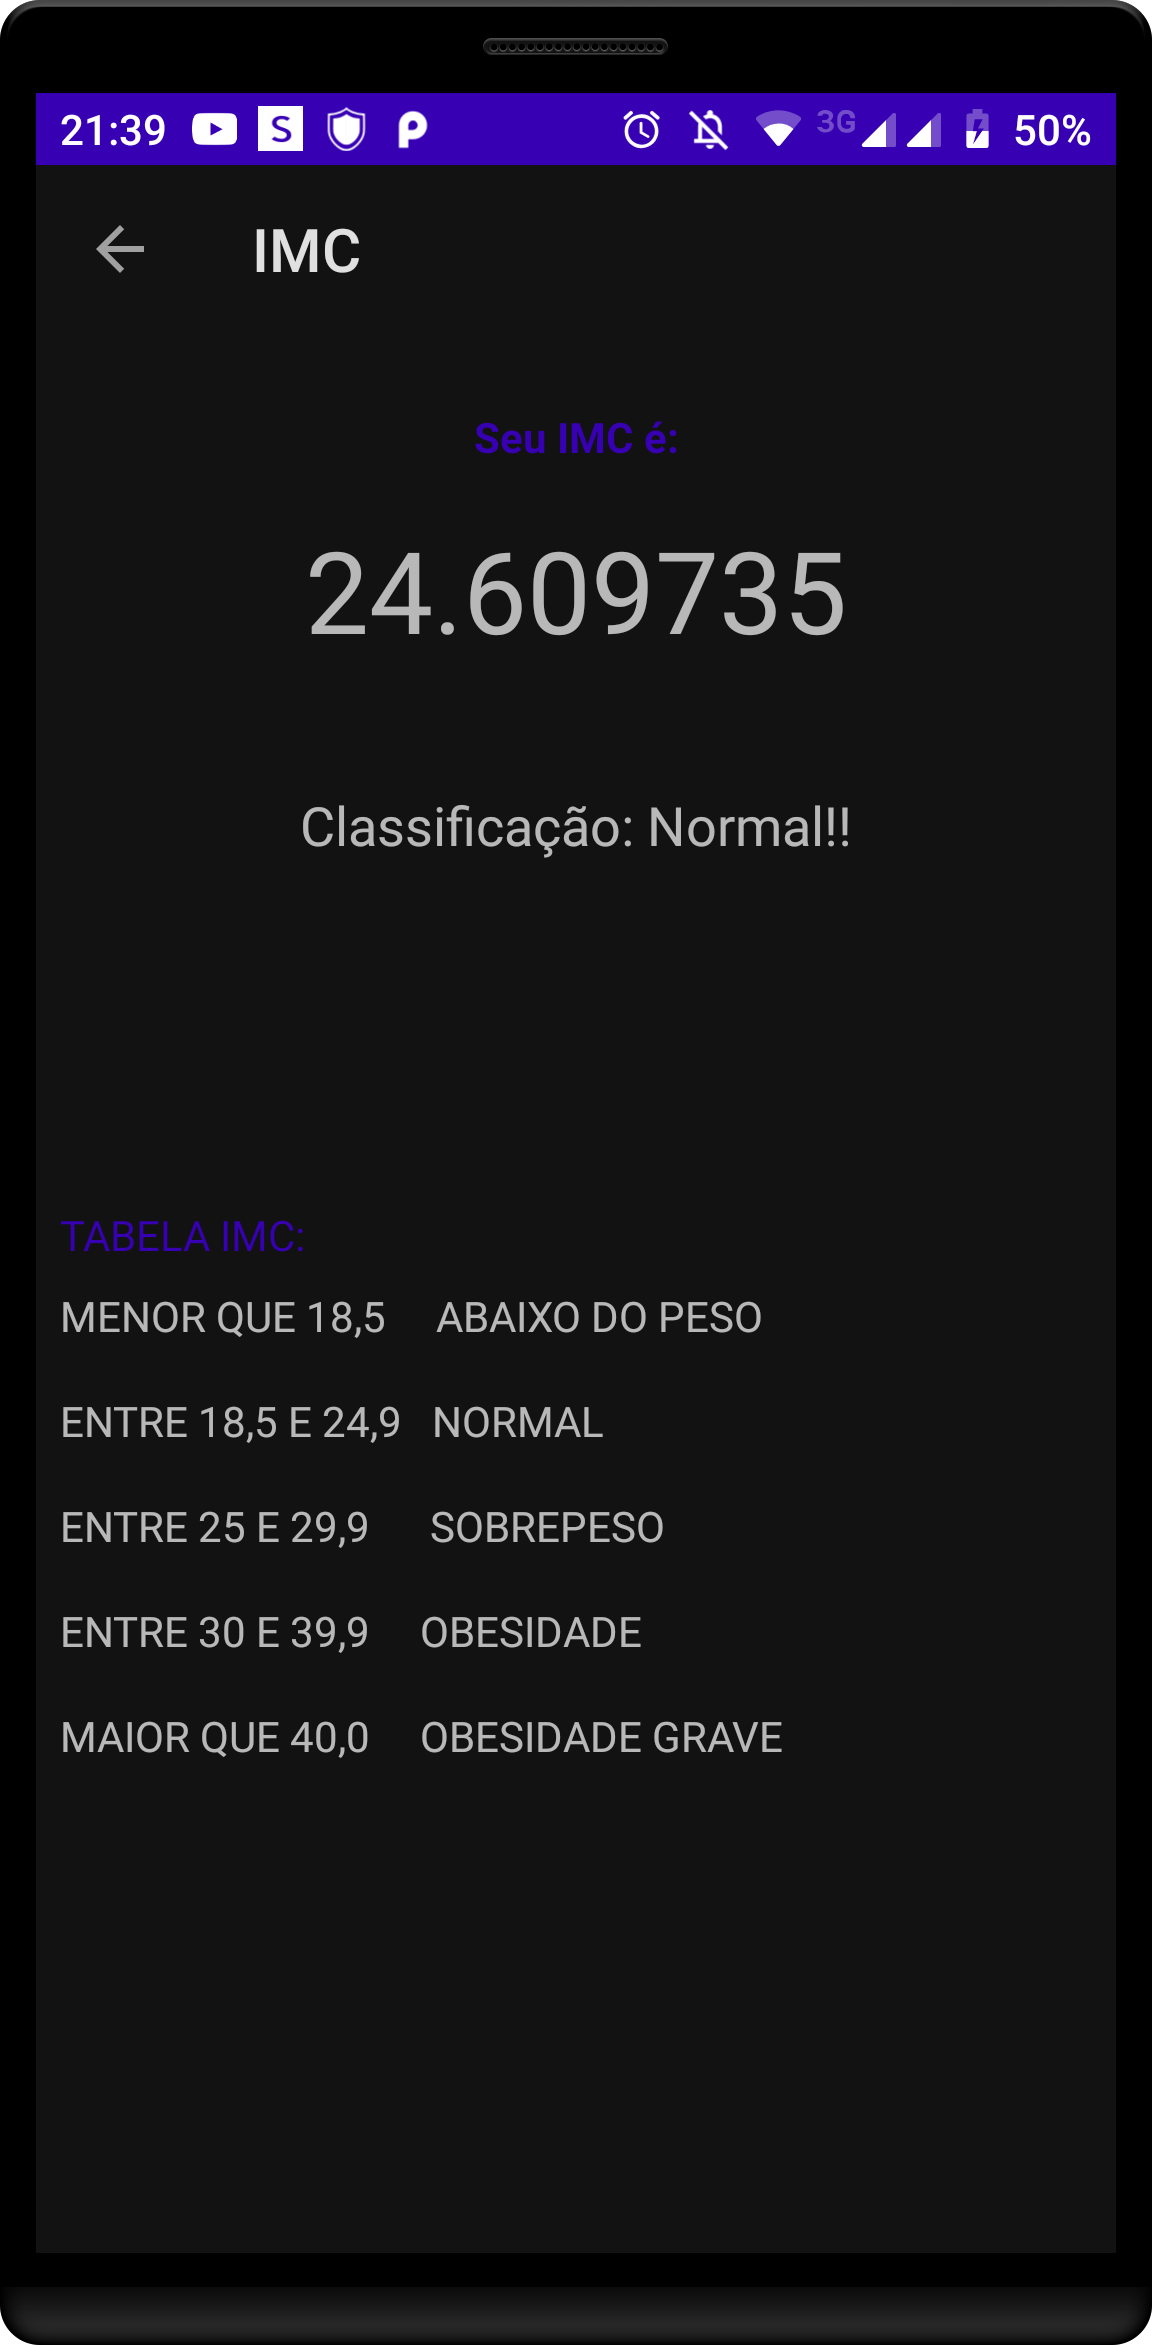 21:39 S 3G 50%
IMC
Seu IMC é:
24.609735
Classificação: Normal!!
TABELA IMC:
MENOR QUE 18,5 ABAIXO DO PESO
ENTRE 18,5 E 24,9 NORMAL
ENTRE 25 E 29,9 SOBREPESO
ENTRE 30 E 39,9 OBESIDADE
MAIOR QUE 40,0 OBESIDADE GRAVE